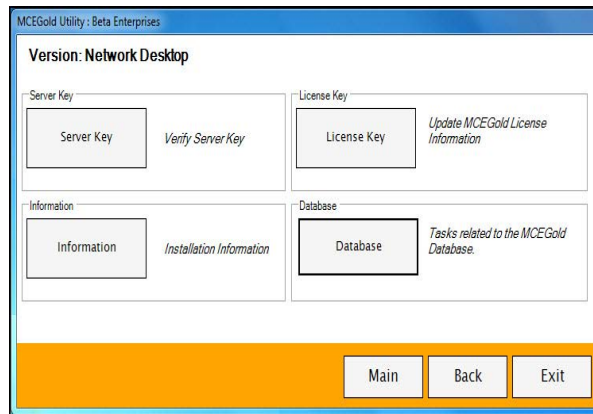 MCEGold Utility : Beta Enterprises
Version: Network Desktop
Server Key
Server Key
Verify Server Key
License Key
License Key
Update MCEGold License
Information
Information
Information
Installation Information
Database
Database
Tasks related to the MCEGold
Database.
Main
Back
Exit